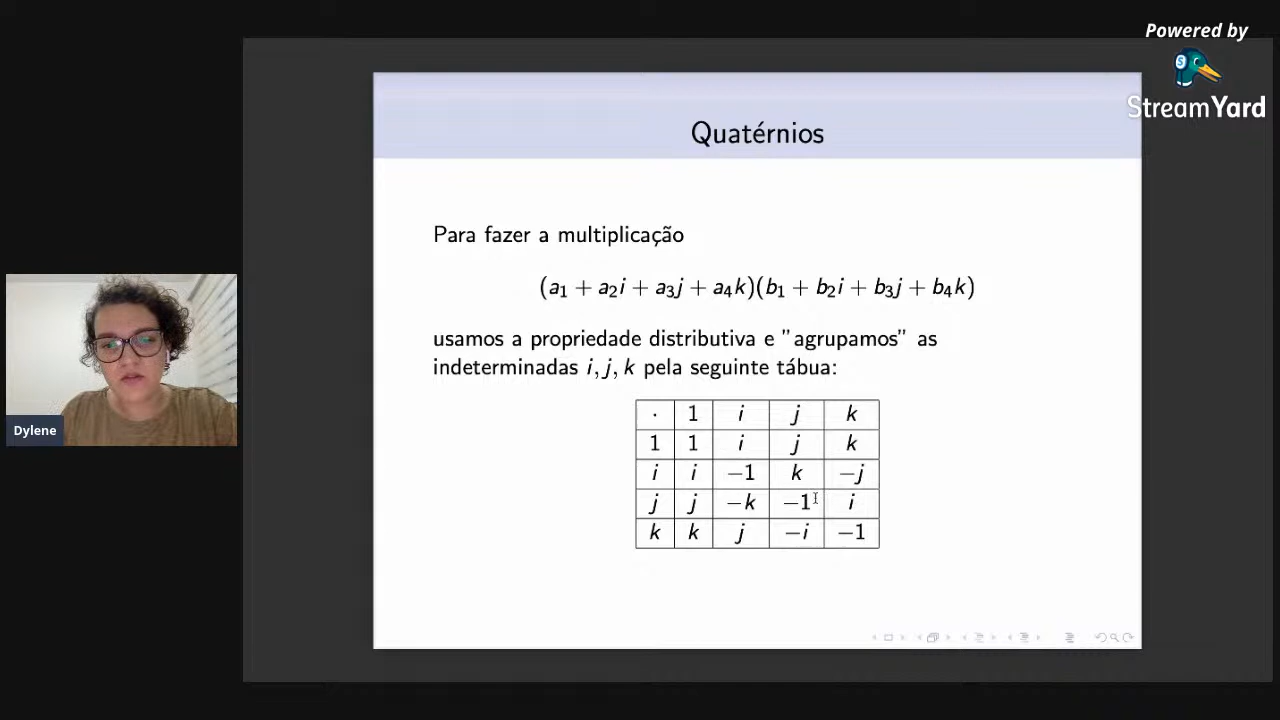 Powered by
StreamYard
Quatérnios
Para fazer a multiplicação
(a₁ + a₂i + a₃j + a₄k)(b₁ + b₂i + b₃j + b₄k)
usamos a propriedade distributiva e "agrupamos" as
indeterminadas i, j, k pela seguinte tábua:
· 1 i j k
1 1 i j k
i i −1 k −j
j j −k −1 i
k k j −i −1
Dylene